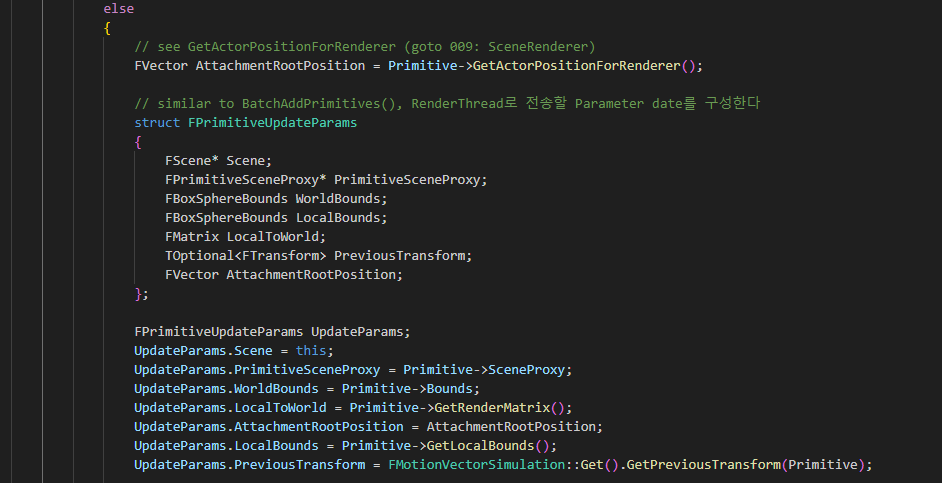 else
{
// see GetActorPositionForRenderer (goto 009: SceneRenderer)
FVector AttachmentRootPosition = Primitive->GetActorPositionForRenderer();
// similar to BatchAddPrimitives(), RenderThread로 전송할 Parameter date를 구성한다
struct FPrimitiveUpdateParams
{
FScene* Scene;
FPrimitiveSceneProxy* PrimitiveSceneProxy;
FBoxSphereBounds WorldBounds;
FBoxSphereBounds LocalBounds;
FMatrix LocalToWorld;
TOptional<FTransform> PreviousTransform;
FVector AttachmentRootPosition;
};
FPrimitiveUpdateParams UpdateParams;
UpdateParams.Scene = this;
UpdateParams.PrimitiveSceneProxy = Primitive->SceneProxy;
UpdateParams.WorldBounds = Primitive->Bounds;
UpdateParams.LocalToWorld = Primitive->GetRenderMatrix();
UpdateParams.AttachmentRootPosition = AttachmentRootPosition;
UpdateParams.LocalBounds = Primitive->GetLocalBounds();
UpdateParams.PreviousTransform = FMotionVectorSimulation::Get().GetPreviousTransform(Primitive);